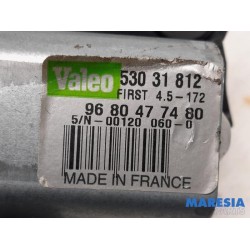 Valeo 530 31 812
FIRST 4.5-172
96 80 47 74 80
S/N-00120 060-0
MADE IN FRANCE
MARESIA